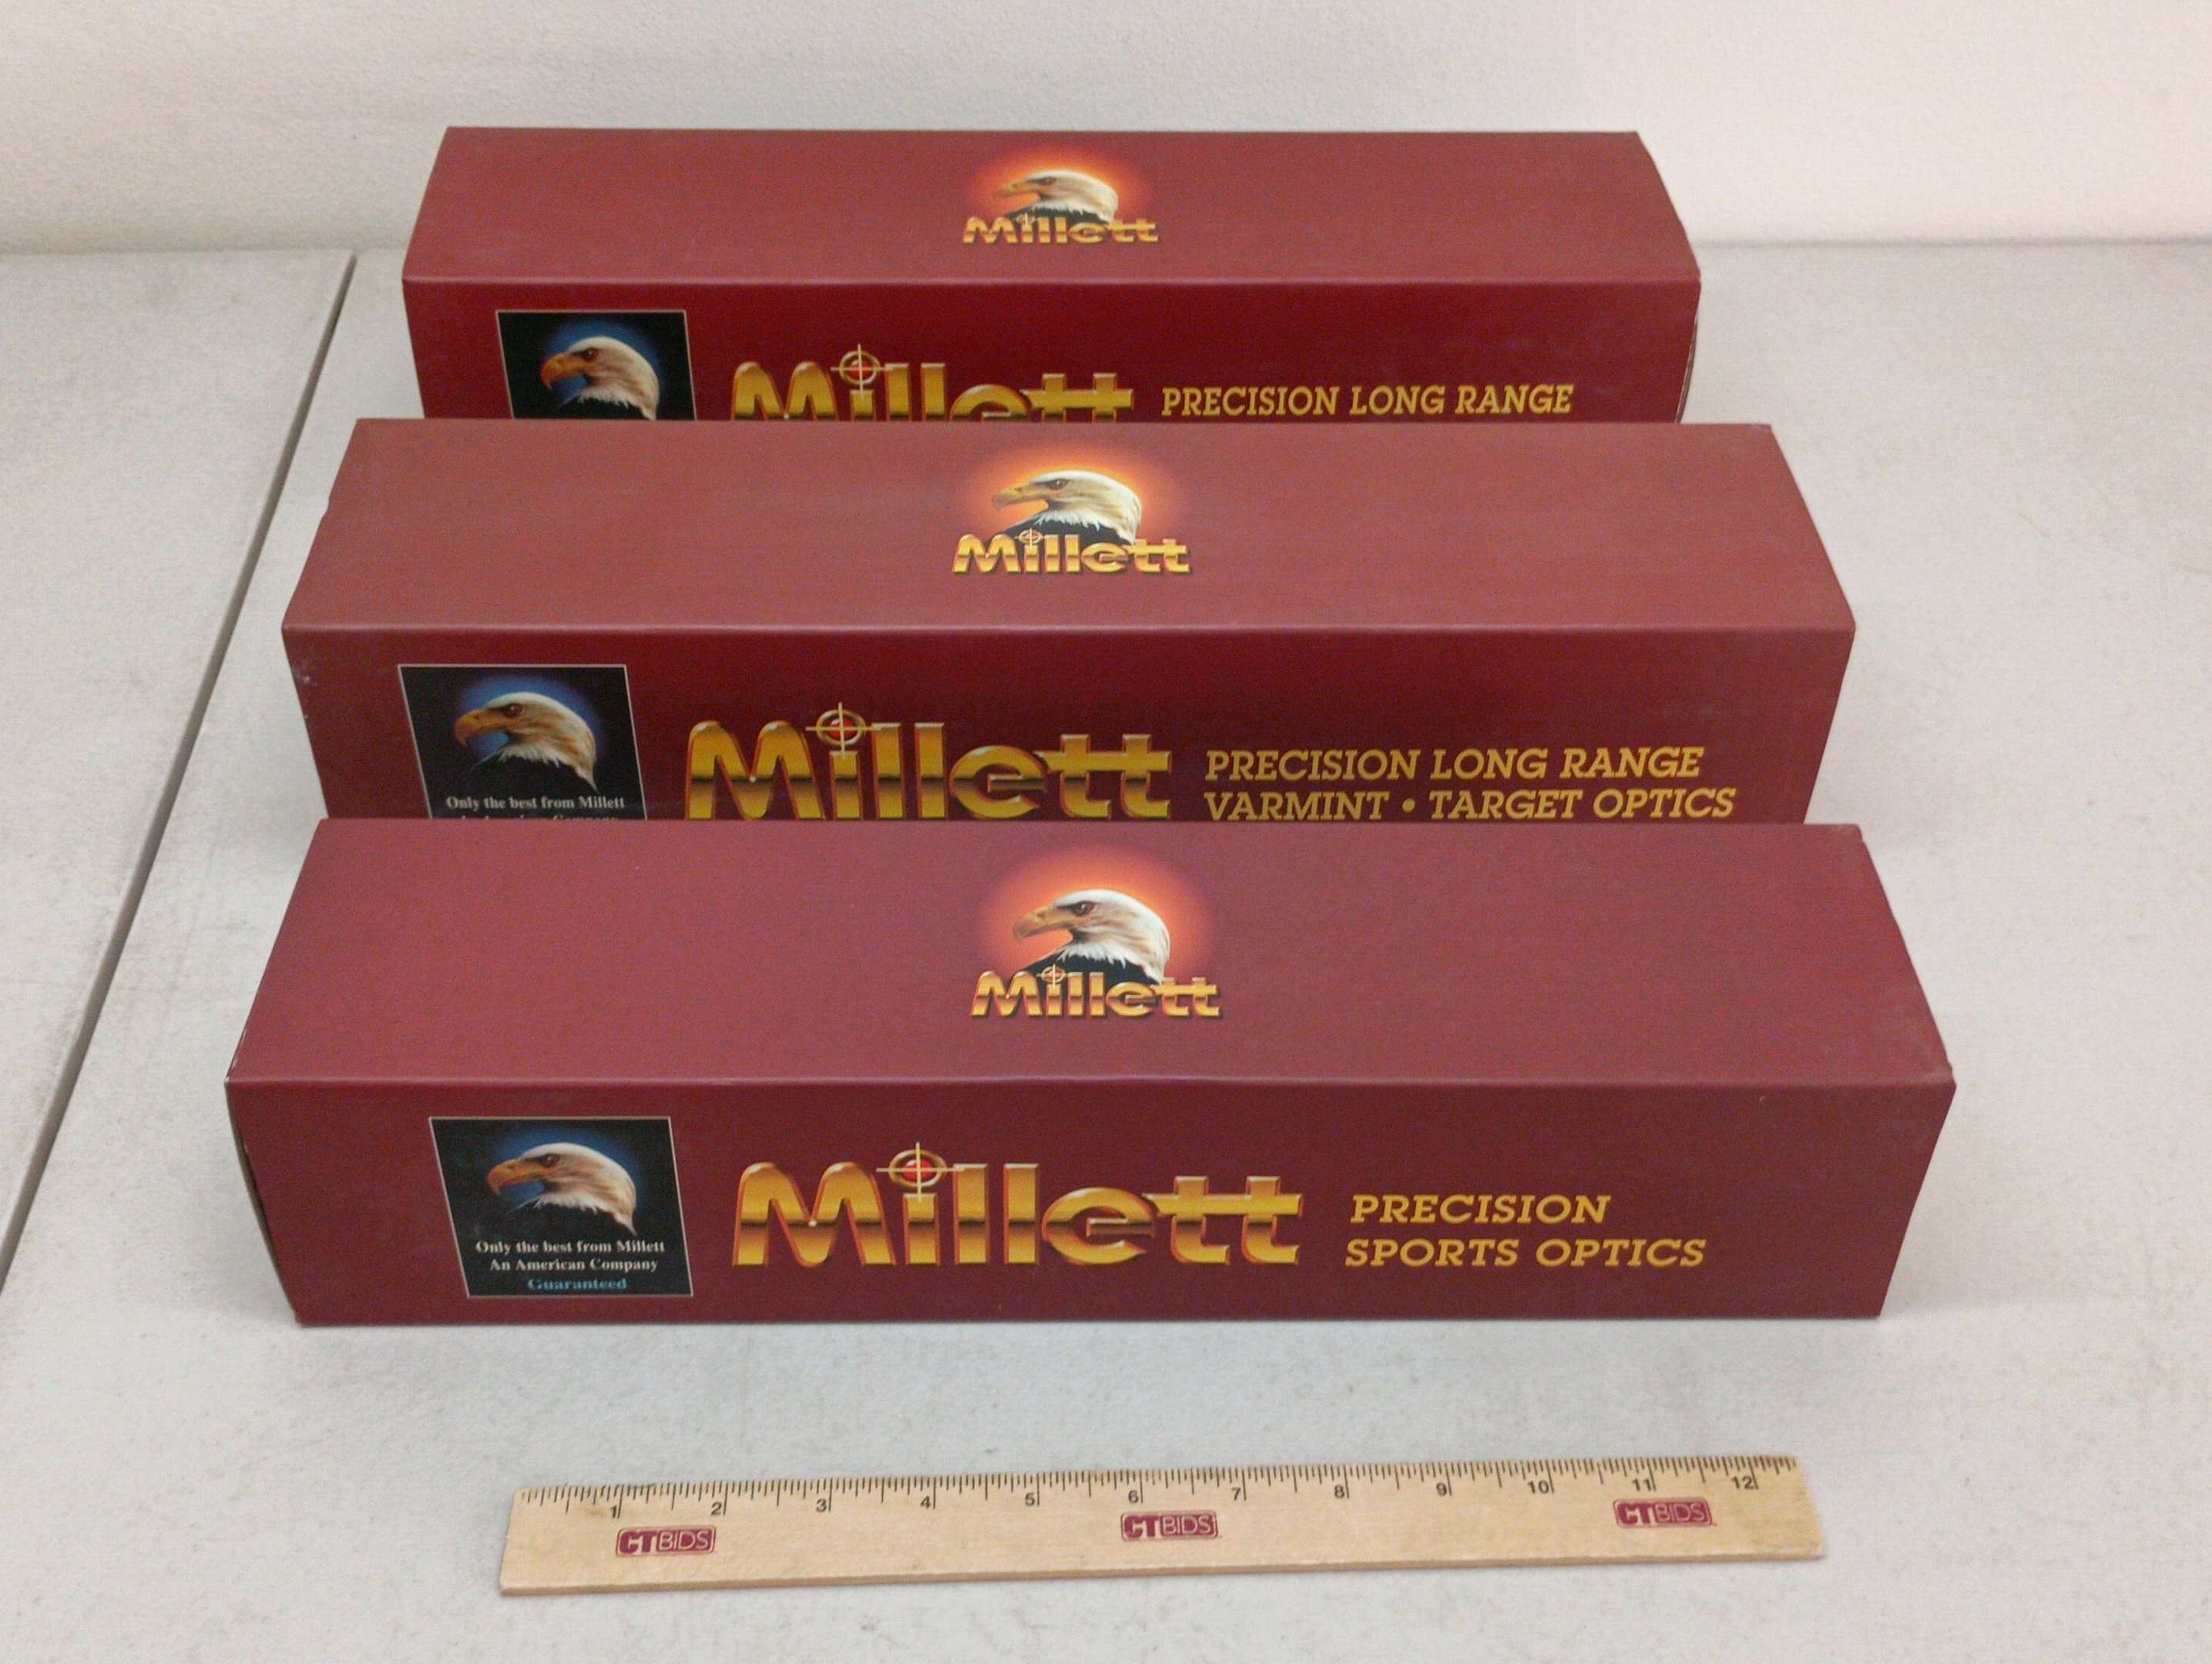 Millett
Millett PRECISION LONG RANGE
Millett
Only the best from Millett
Millett
PRECISION LONG RANGE
VARMINT • TARGET OPTICS
Millett
Only the best from Millett
An American Company
Guaranteed
Millett
PRECISION
SPORTS OPTICS
1 2 3 4 5 6 7 8 9 10 11 12
CTBIDS CTBIDS CTBIDS